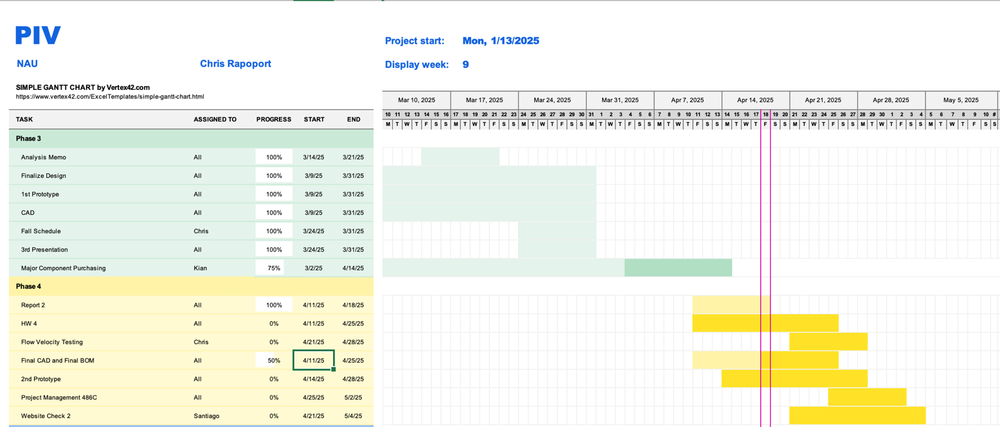 PIV
Project start: Mon, 1/13/2025
NAU Chris Rapoport Display week: 9
SIMPLE GANTT CHART by Vertex42.com
https://www.vertex42.com/ExcelTemplates/simple-gantt-chart.html
Mar 10, 2025 Mar 17, 2025 Mar 24, 2025 Mar 31, 2025 Apr 7, 2025 Apr 14, 2025 Apr 21, 2025 Apr 28, 2025 May 5, 2025
10 11 12 13 14 15 16 17 18 19 20 21 22 23 24 25 26 27 28 29 30 31 1 2 3 4 5 6 7 8 9 10 11 12 13 14 15 16 17 18 19 20 21 22 23 24 25 26 27 28 29 30 1 2 3 4 5 6 7 8 9 10 #
TASK ASSIGNED TO PROGRESS START END
M T W T F S S M T W T F S S M T W T F S S M T W T F S S M T W T F S S M T W T F S S M T W T F S S M T W T F S S M T W T F S S
Phase 3
Analysis Memo All 100% 3/14/25 3/21/25
Finalize Design All 100% 3/9/25 3/31/25
1st Prototype All 100% 3/9/25 3/31/25
CAD All 100% 3/9/25 3/31/25
Fall Schedule Chris 100% 3/24/25 3/31/25
3rd Presentation All 100% 3/24/25 3/31/25
Major Component Purchasing Kian 75% 3/2/25 4/14/25
Phase 4
Report 2 All 100% 4/11/25 4/18/25
HW 4 All 0% 4/11/25 4/25/25
Flow Velocity Testing Chris 0% 4/21/25 4/28/25
Final CAD and Final BOM All 50% 4/11/25 4/25/25
2nd Prototype All 0% 4/14/25 4/28/25
Project Management 486C All 0% 4/25/25 5/2/25
Website Check 2 Santiago 0% 4/21/25 5/4/25